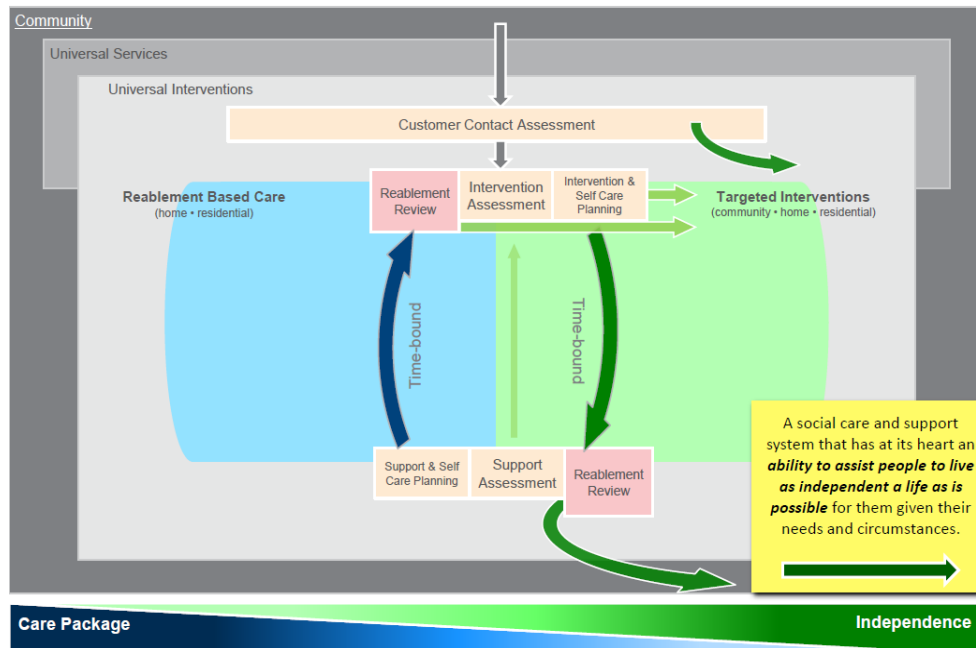 Community
Universal Services
Universal Interventions
Customer Contact Assessment
Reablement Based Care
(home • residential)
Reablement
Review
Intervention
Assessment
Intervention &
Self Care
Planning
Targeted Interventions
(community • home • residential)
Time-bound
Time-bound
Support & Self
Care Planning
Support
Assessment
Reablement
Review
A social care and support
system that has at its heart an
ability to assist people to live
as independent a life as is
possible for them given their
needs and circumstances.
Care Package
Independence